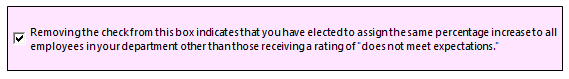 Removing the check from this box indicates that you have elected to assign the same percentage increase to all
employees in your department other than those receiving a rating of "does not meet expectations."